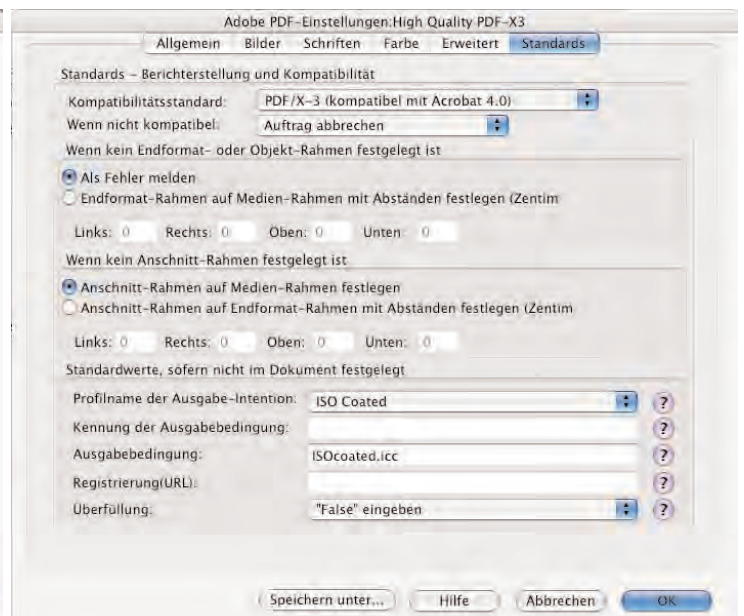 Adobe PDF-Einstellungen:High Quality PDF-X3
Allgemein Bilder Schriften Farbe Erweitert Standards
Standards – Berichterstellung und Kompatibilität
Kompatibilitätsstandard: PDF/X-3 (kompatibel mit Acrobat 4.0)
Wenn nicht kompatibel: Auftrag abbrechen
Wenn kein Endformat- oder Objekt-Rahmen festgelegt ist
Als Fehler melden
Endformat-Rahmen auf Medien-Rahmen mit Abständen festlegen (Zentim
Links: 0 Rechts: 0 Oben: 0 Unten: 0
Wenn kein Anschnitt-Rahmen festgelegt ist
Anschnitt-Rahmen auf Medien-Rahmen festlegen
Anschnitt-Rahmen auf Endformat-Rahmen mit Abständen festlegen (Zentim
Links: 0 Rechts: 0 Oben: 0 Unten: 0
Standardwerte, sofern nicht im Dokument festgelegt
Profilname der Ausgabe-Intention: ISO Coated ?
Kennung der Ausgabebedingung: ?
Ausgabebedingung: ISOcoated.icc ?
Registrierung(URL): ?
Überfüllung: "False" eingeben ?
Speichern unter... Hilfe Abbrechen OK